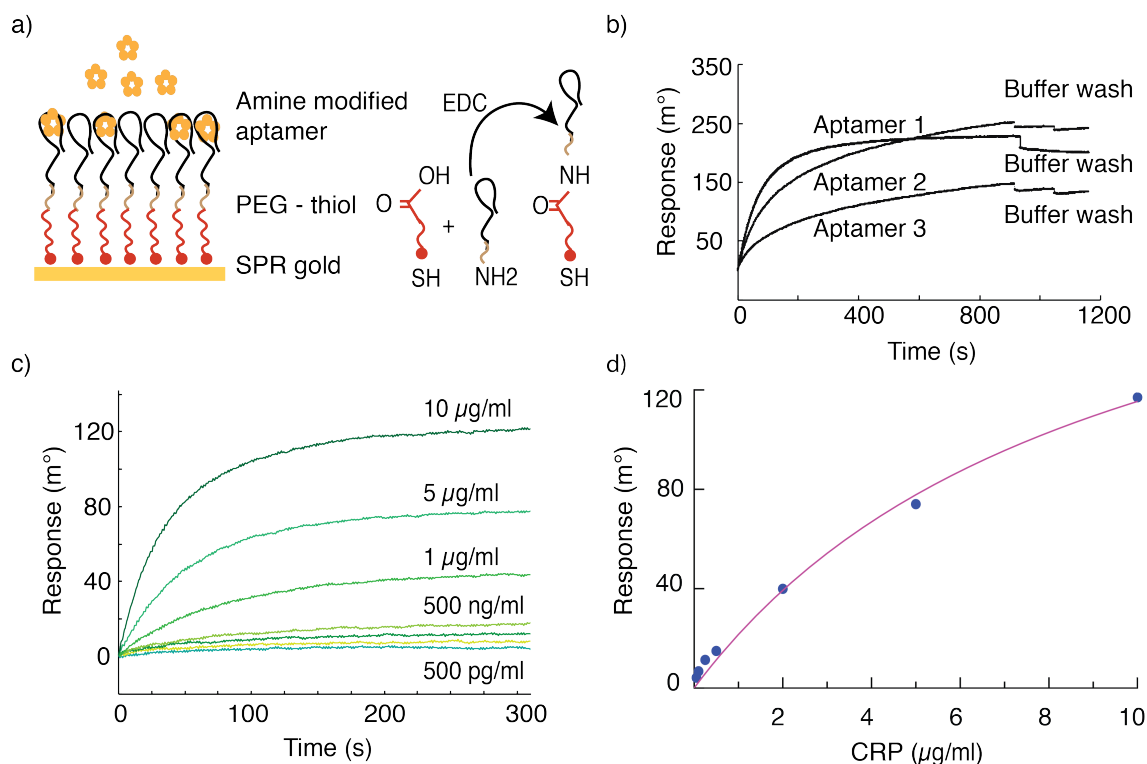 a)
Amine modified
aptamer
PEG - thiol
SPR gold
EDC
OH
O
+
SH
NH2
NH
O
SH
b)
Response (m°)
350
250
150
50
Aptamer 1
Aptamer 2
Aptamer 3
Buffer wash
Buffer wash
Buffer wash
0 400 800 1200
Time (s)
c)
Response (m°)
120
80
40
0
10 µg/ml
5 µg/ml
1 µg/ml
500 ng/ml
500 pg/ml
0 100 200 300
Time (s)
d)
Response (m°)
120
80
40
0
2 4 6 8 10
CRP (µg/ml)